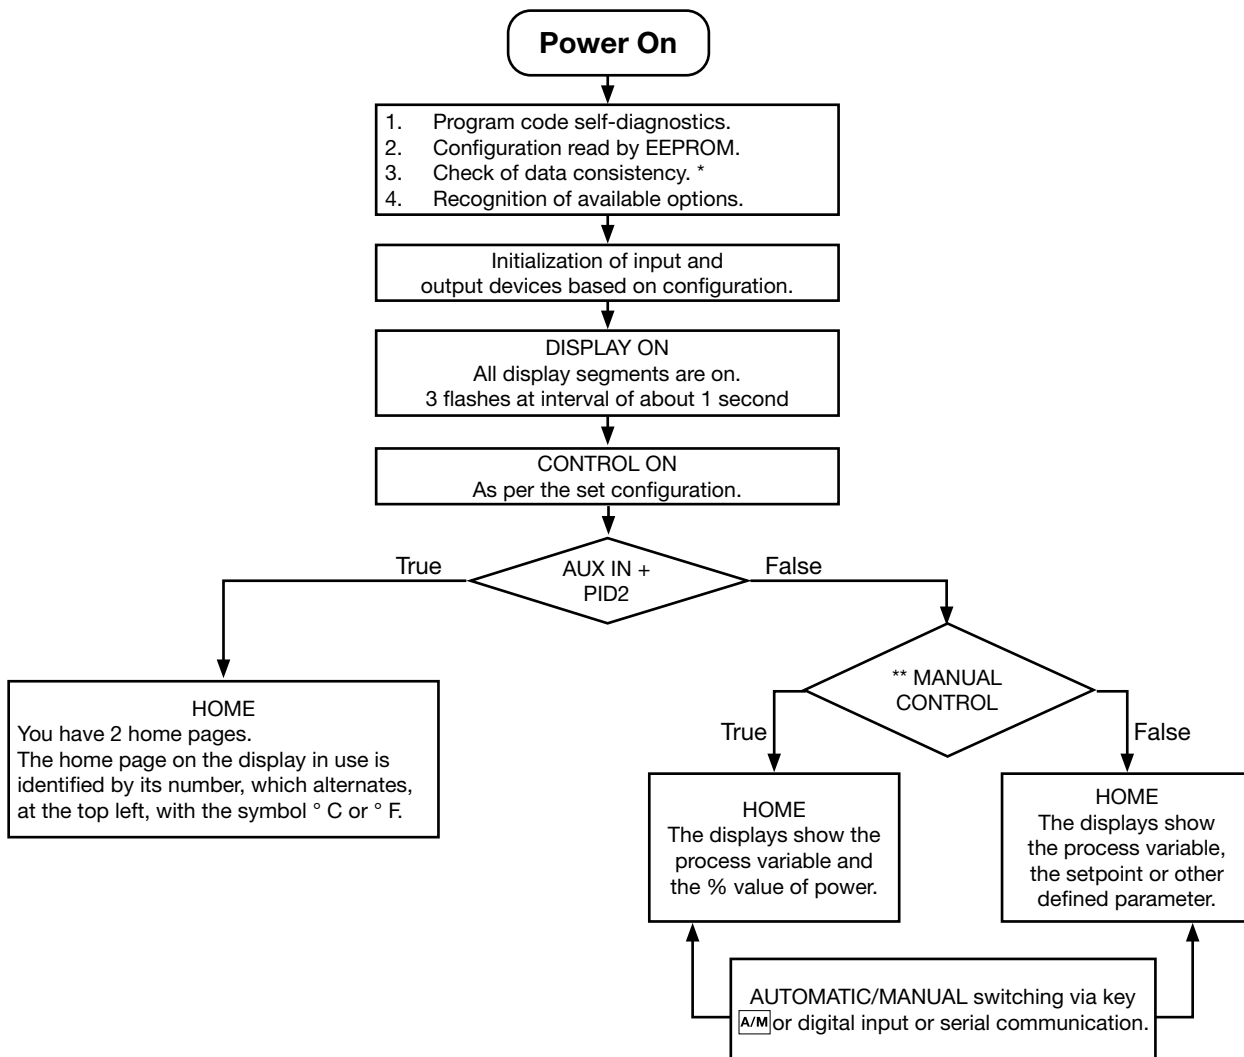 Power On
1. Program code self-diagnostics.
2. Configuration read by EEPROM.
3. Check of data consistency. *
4. Recognition of available options.
Initialization of input and
output devices based on configuration.
DISPLAY ON
All display segments are on.
3 flashes at interval of about 1 second
CONTROL ON
As per the set configuration.
True
AUX IN +
PID2
False
** MANUAL
CONTROL
True
False
HOME
You have 2 home pages.
The home page on the display in use is
identified by its number, which alternates,
at the top left, with the symbol ° C or ° F.
HOME
The displays show the
process variable and
the % value of power.
HOME
The displays show
the process variable,
the setpoint or other
defined parameter.
AUTOMATIC/MANUAL switching via key
A/M or digital input or serial communication.